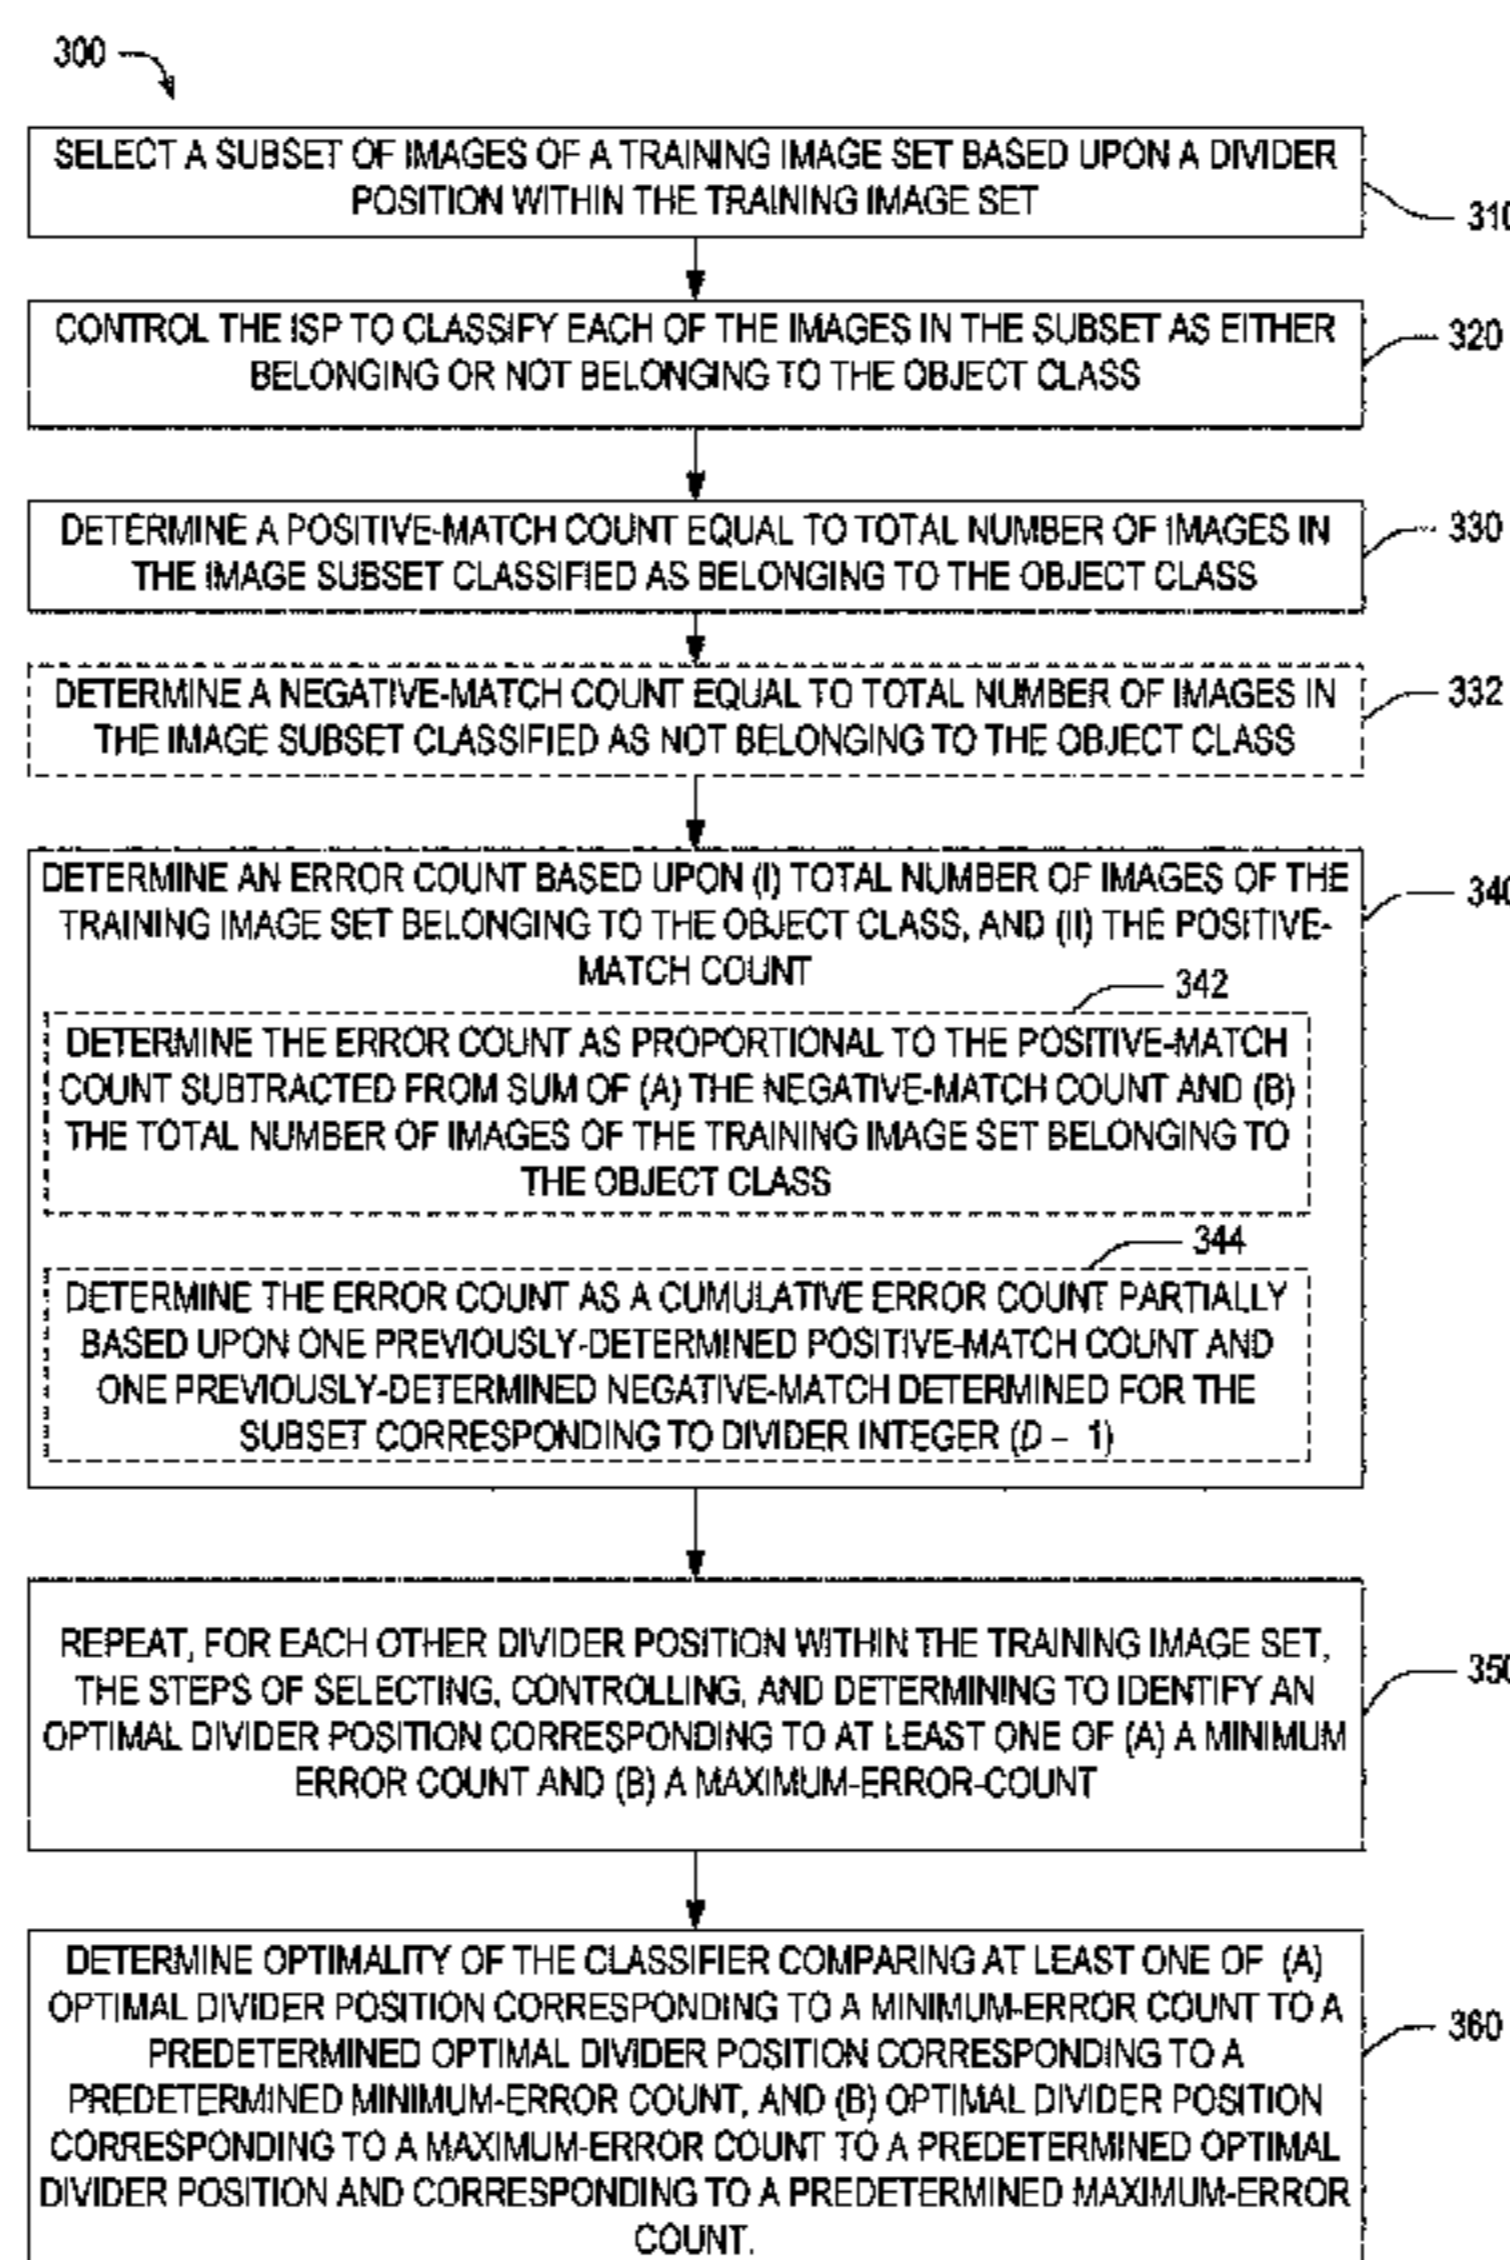 300
SELECT A SUBSET OF IMAGES OF A TRAINING IMAGE SET BASED UPON A DIVIDER
POSITION WITHIN THE TRAINING IMAGE SET
310
CONTROL THE ISP TO CLASSIFY EACH OF THE IMAGES IN THE SUBSET AS EITHER
BELONGING OR NOT BELONGING TO THE OBJECT CLASS
320
DETERMINE A POSITIVE-MATCH COUNT EQUAL TO TOTAL NUMBER OF IMAGES IN
THE IMAGE SUBSET CLASSIFIED AS BELONGING TO THE OBJECT CLASS
330
DETERMINE A NEGATIVE-MATCH COUNT EQUAL TO TOTAL NUMBER OF IMAGES IN
THE IMAGE SUBSET CLASSIFIED AS NOT BELONGING TO THE OBJECT CLASS
332
DETERMINE AN ERROR COUNT BASED UPON (I) TOTAL NUMBER OF IMAGES OF THE
TRAINING IMAGE SET BELONGING TO THE OBJECT CLASS, AND (II) THE POSITIVE-
MATCH COUNT
340
342
DETERMINE THE ERROR COUNT AS PROPORTIONAL TO THE POSITIVE-MATCH
COUNT SUBTRACTED FROM SUM OF (A) THE NEGATIVE-MATCH COUNT AND (B)
THE TOTAL NUMBER OF IMAGES OF THE TRAINING IMAGE SET BELONGING TO
THE OBJECT CLASS
344
DETERMINE THE ERROR COUNT AS A CUMULATIVE ERROR COUNT PARTIALLY
BASED UPON ONE PREVIOUSLY-DETERMINED POSITIVE-MATCH COUNT AND
ONE PREVIOUSLY-DETERMINED NEGATIVE-MATCH DETERMINED FOR THE
SUBSET CORRESPONDING TO DIVIDER INTEGER (D – 1)
REPEAT, FOR EACH OTHER DIVIDER POSITION WITHIN THE TRAINING IMAGE SET,
THE STEPS OF SELECTING, CONTROLLING, AND DETERMINING TO IDENTIFY AN
OPTIMAL DIVIDER POSITION CORRESPONDING TO AT LEAST ONE OF (A) A MINIMUM
ERROR COUNT AND (B) A MAXIMUM-ERROR-COUNT
350
DETERMINE OPTIMALITY OF THE CLASSIFIER COMPARING AT LEAST ONE OF (A)
OPTIMAL DIVIDER POSITION CORRESPONDING TO A MINIMUM-ERROR COUNT TO A
PREDETERMINED OPTIMAL DIVIDER POSITION CORRESPONDING TO A
PREDETERMINED MINIMUM-ERROR COUNT, AND (B) OPTIMAL DIVIDER POSITION
CORRESPONDING TO A MAXIMUM-ERROR COUNT TO A PREDETERMINED OPTIMAL
DIVIDER POSITION AND CORRESPONDING TO A PREDETERMINED MAXIMUM-ERROR
COUNT.
360